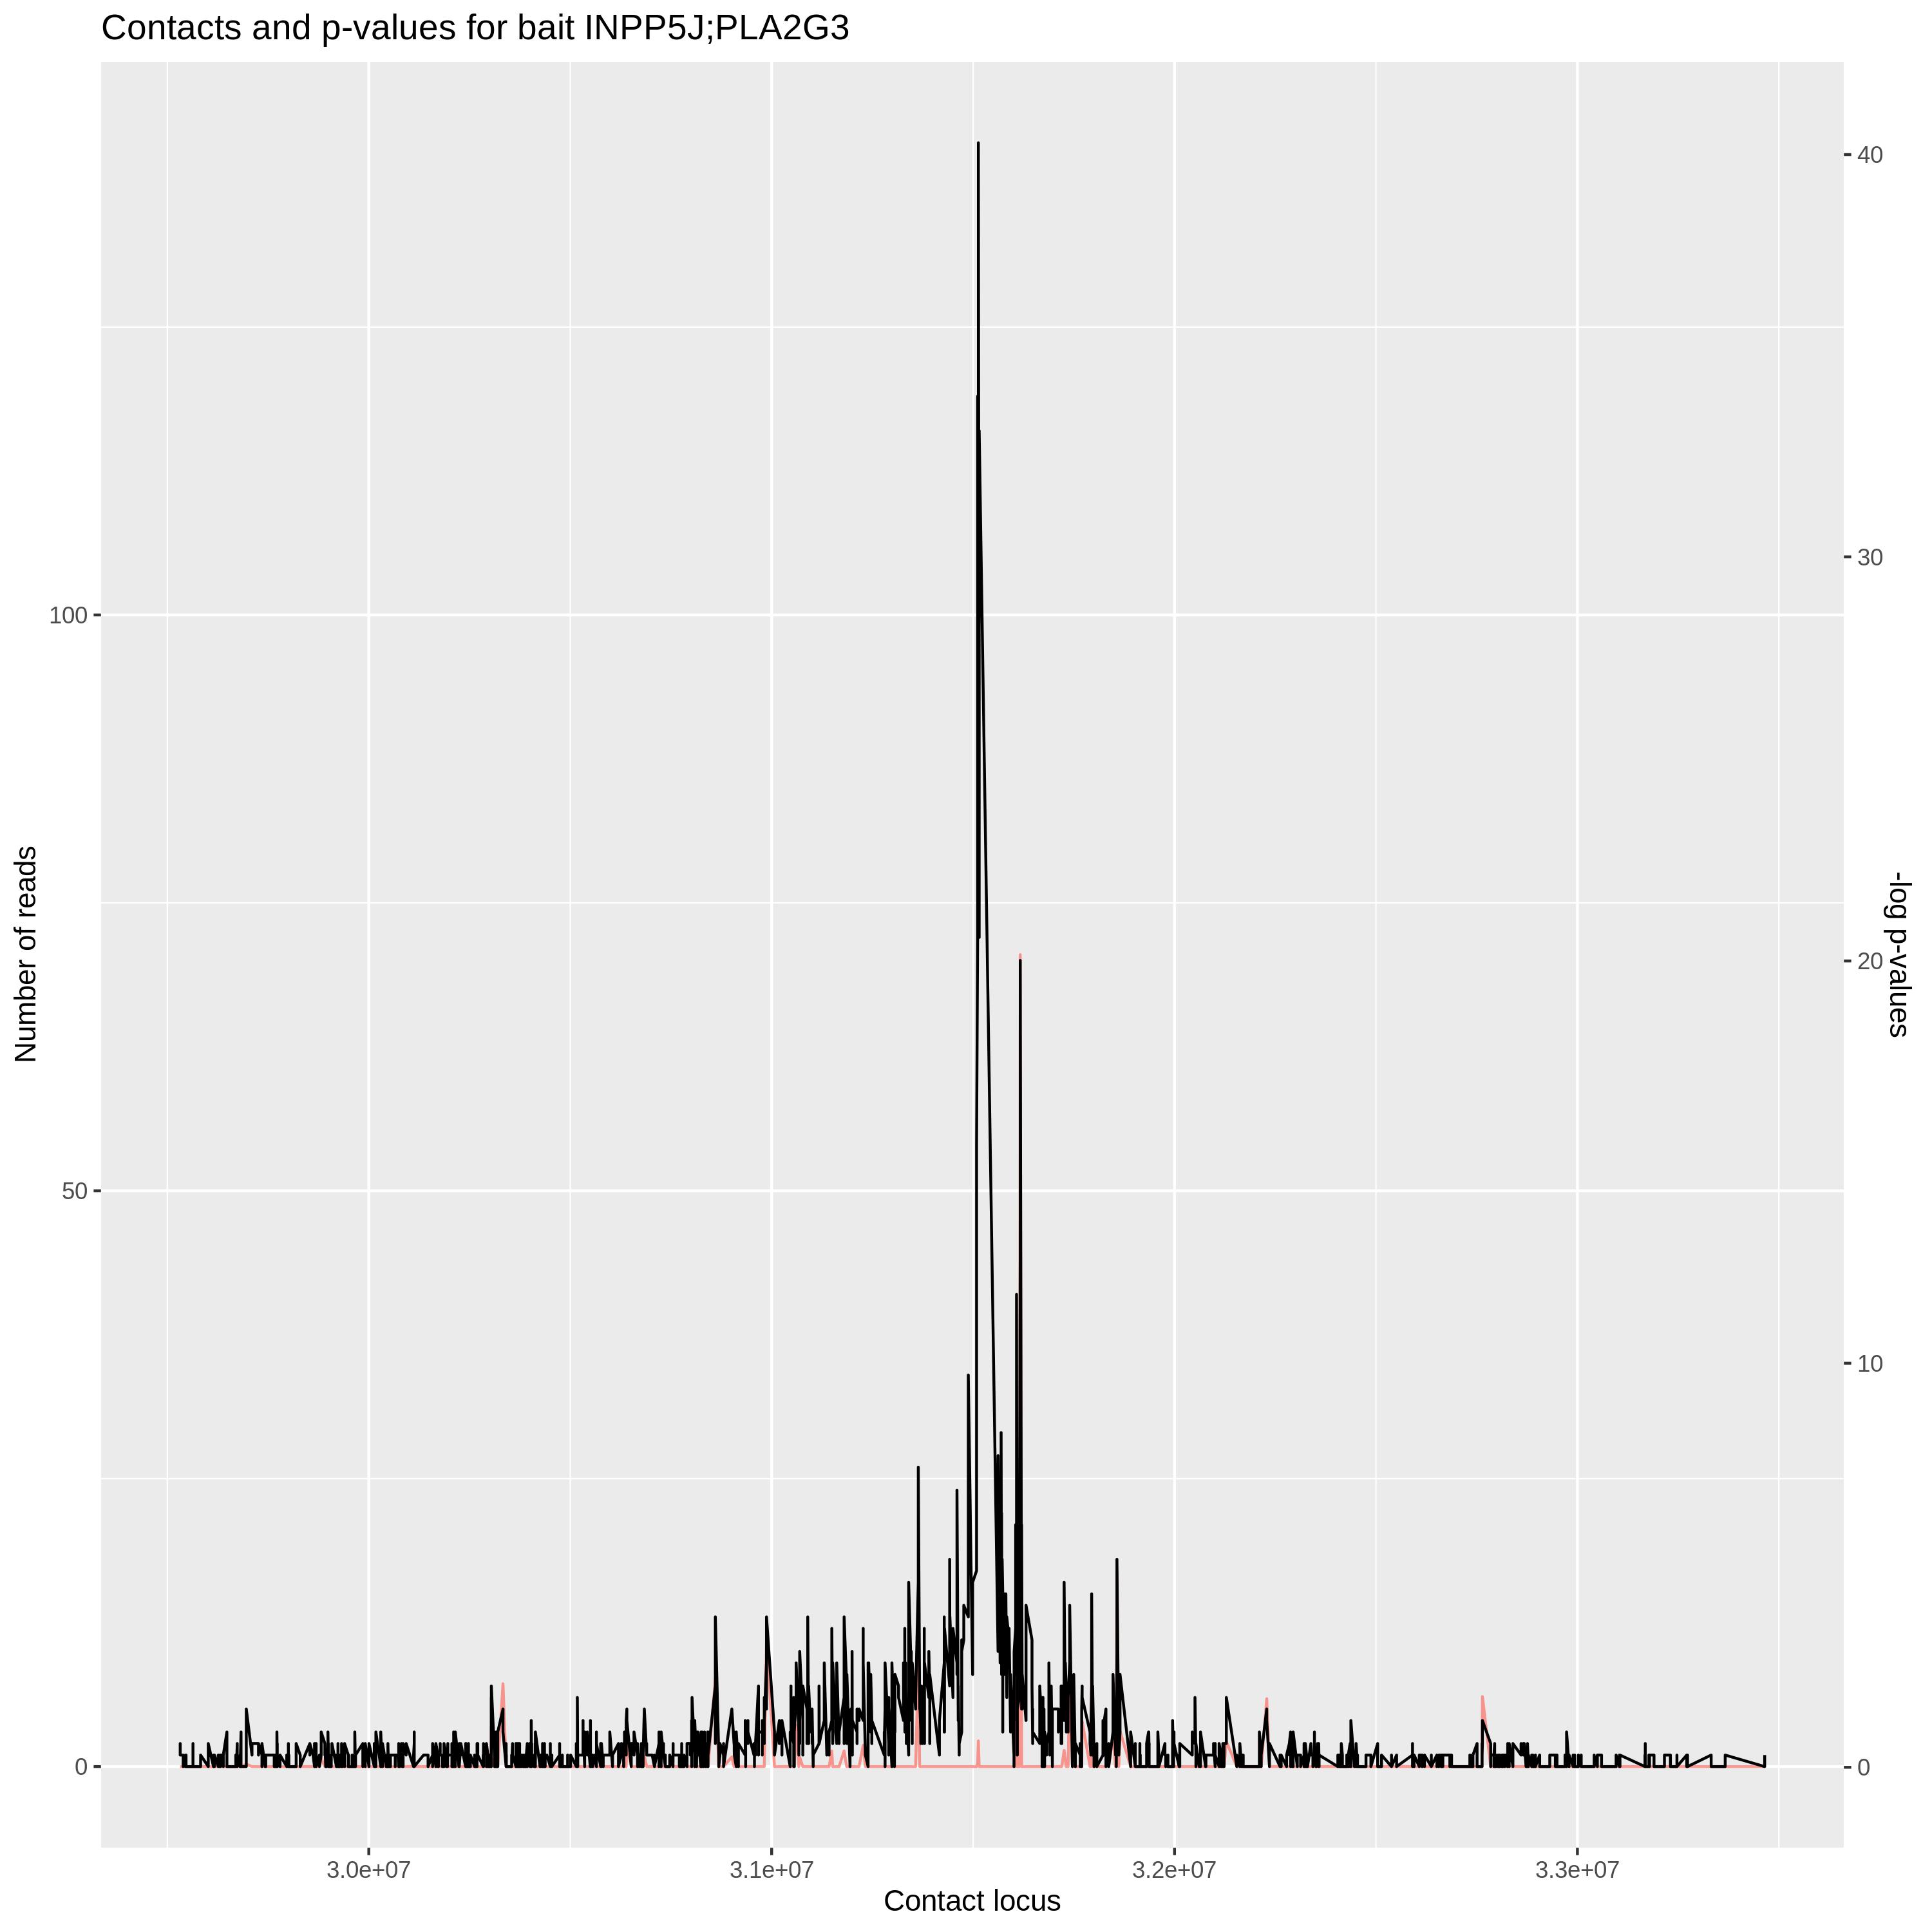 Contacts and p-values for bait INPP5J;PLA2G3
40
30
100
Number of reads
-log p-values
20
50
10
0
0
3.0e+07
3.1e+07
3.2e+07
3.3e+07
Contact locus